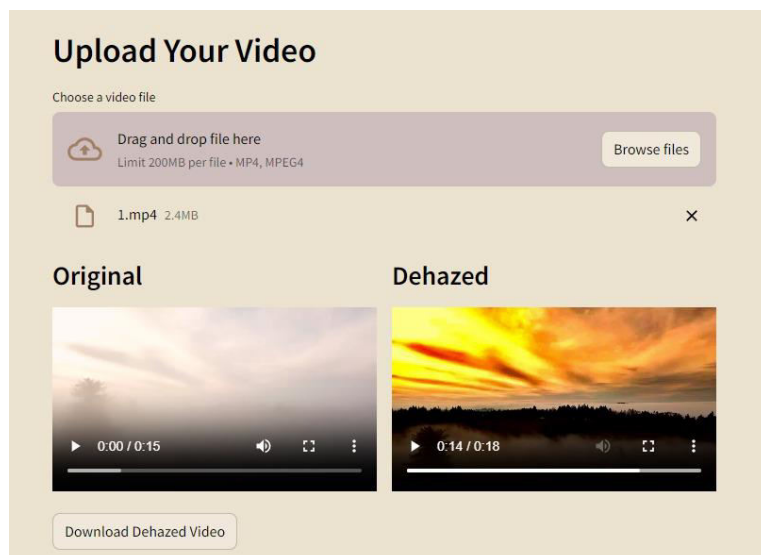 Upload Your Video
Choose a video file
Drag and drop file here
Limit 200MB per file • MP4, MPEG4
Browse files
1.mp4 2.4MB
Original
Dehazed
0:00 / 0:15
0:14 / 0:18
Download Dehazed Video